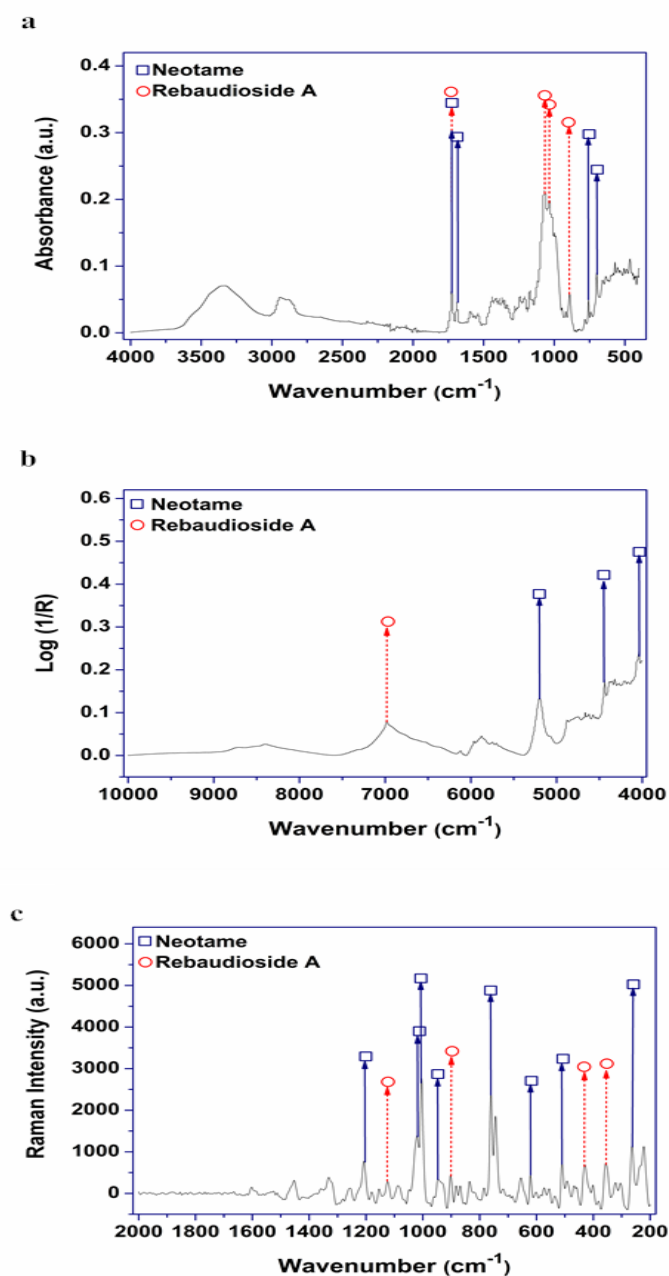 a
Neotame
Rebaudioside A
Absorbance (a.u.)
0.4
0.3
0.2
0.1
0.0
4000 3500 3000 2500 2000 1500 1000 500
Wavenumber (cm⁻¹)
b
Neotame
Rebaudioside A
Log (1/R)
0.6
0.5
0.4
0.3
0.2
0.1
0.0
10000 9000 8000 7000 6000 5000 4000
Wavenumber (cm⁻¹)
c
Neotame
Rebaudioside A
Raman Intensity (a.u.)
6000
5000
4000
3000
2000
1000
0
2000 1800 1600 1400 1200 1000 800 600 400 200
Wavenumber (cm⁻¹)